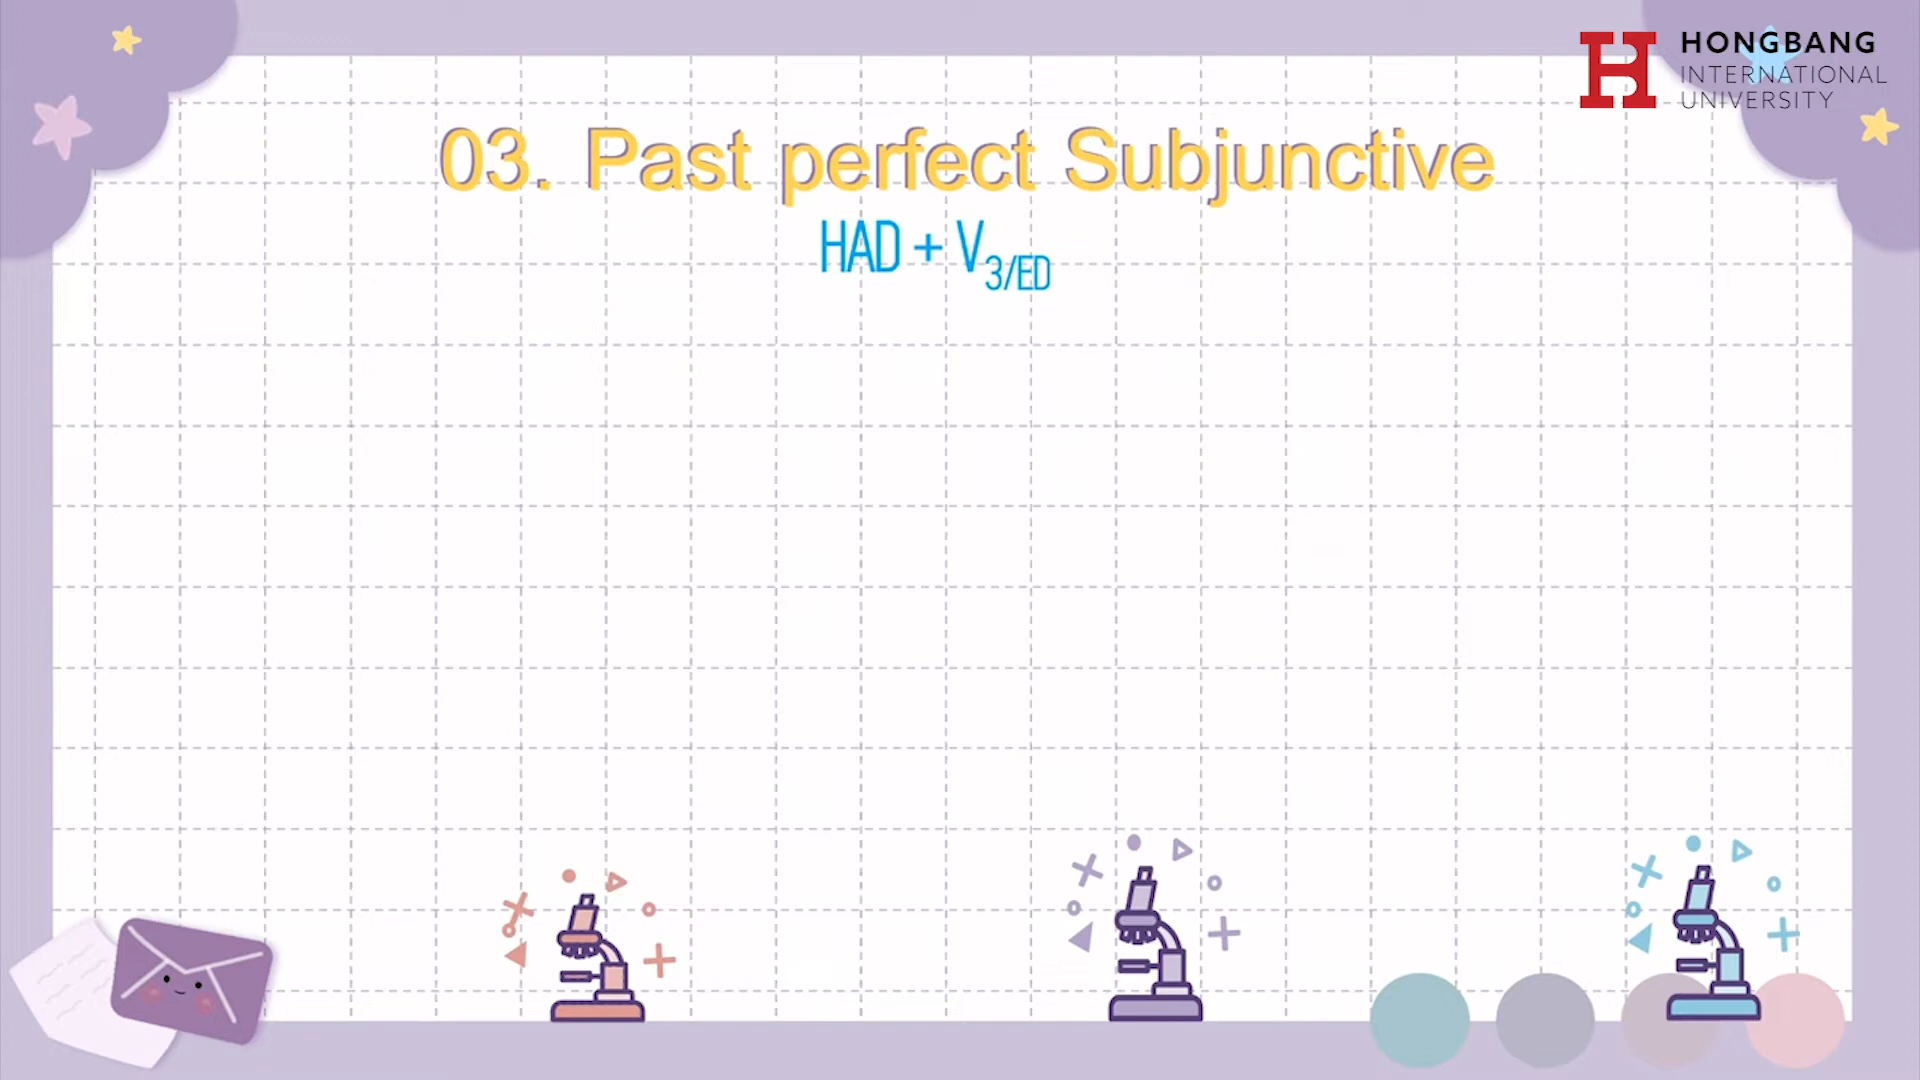 HONGBANG
INTERNATIONAL
UNIVERSITY
03. Past perfect Subjunctive
HAD + V3/ED